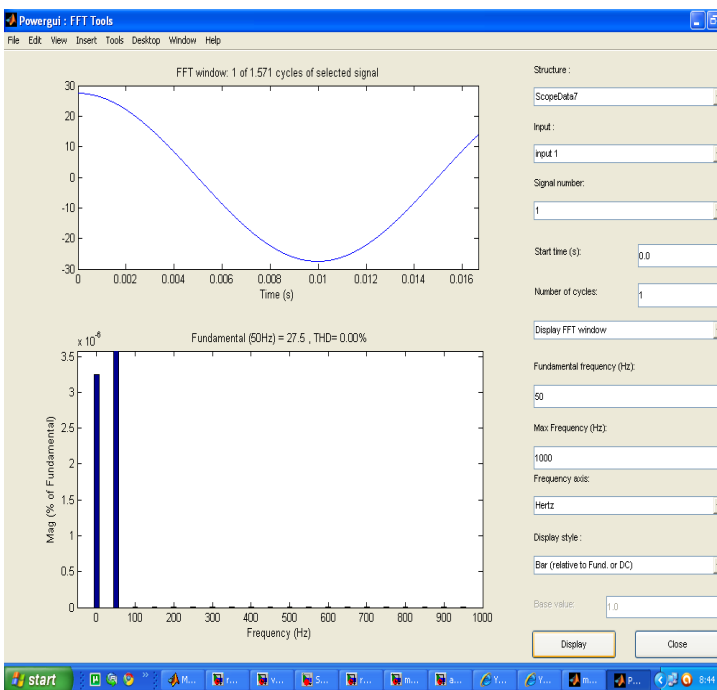 Powergui : FFT Tools
File Edit View Insert Tools Desktop Window Help
FFT window: 1 of 1.571 cycles of selected signal
30
20
10
0
-10
-20
-30
0 0.002 0.004 0.006 0.008 0.01 0.012 0.014 0.016
Time (s)
x 10^-6
Fundamental (50Hz) = 27.5 , THD= 0.00%
3.5
3
2.5
2
1.5
1
0.5
0
Mag (% of Fundamental)
0 100 200 300 400 500 600 700 800 900 1000
Frequency (Hz)
Structure :
ScopeData7
Input :
input 1
Signal number:
1
Start time (s):
0.0
Number of cycles:
1
Display FFT window
Fundamental frequency (Hz):
50
Max Frequency (Hz):
1000
Frequency axis:
Hertz
Display style :
Bar (relative to Fund. or DC)
Base value:
1.0
Display
Close
start
M...
r...
v...
S...
r...
m...
a...
Y...
Y...
m...
P...
8:44